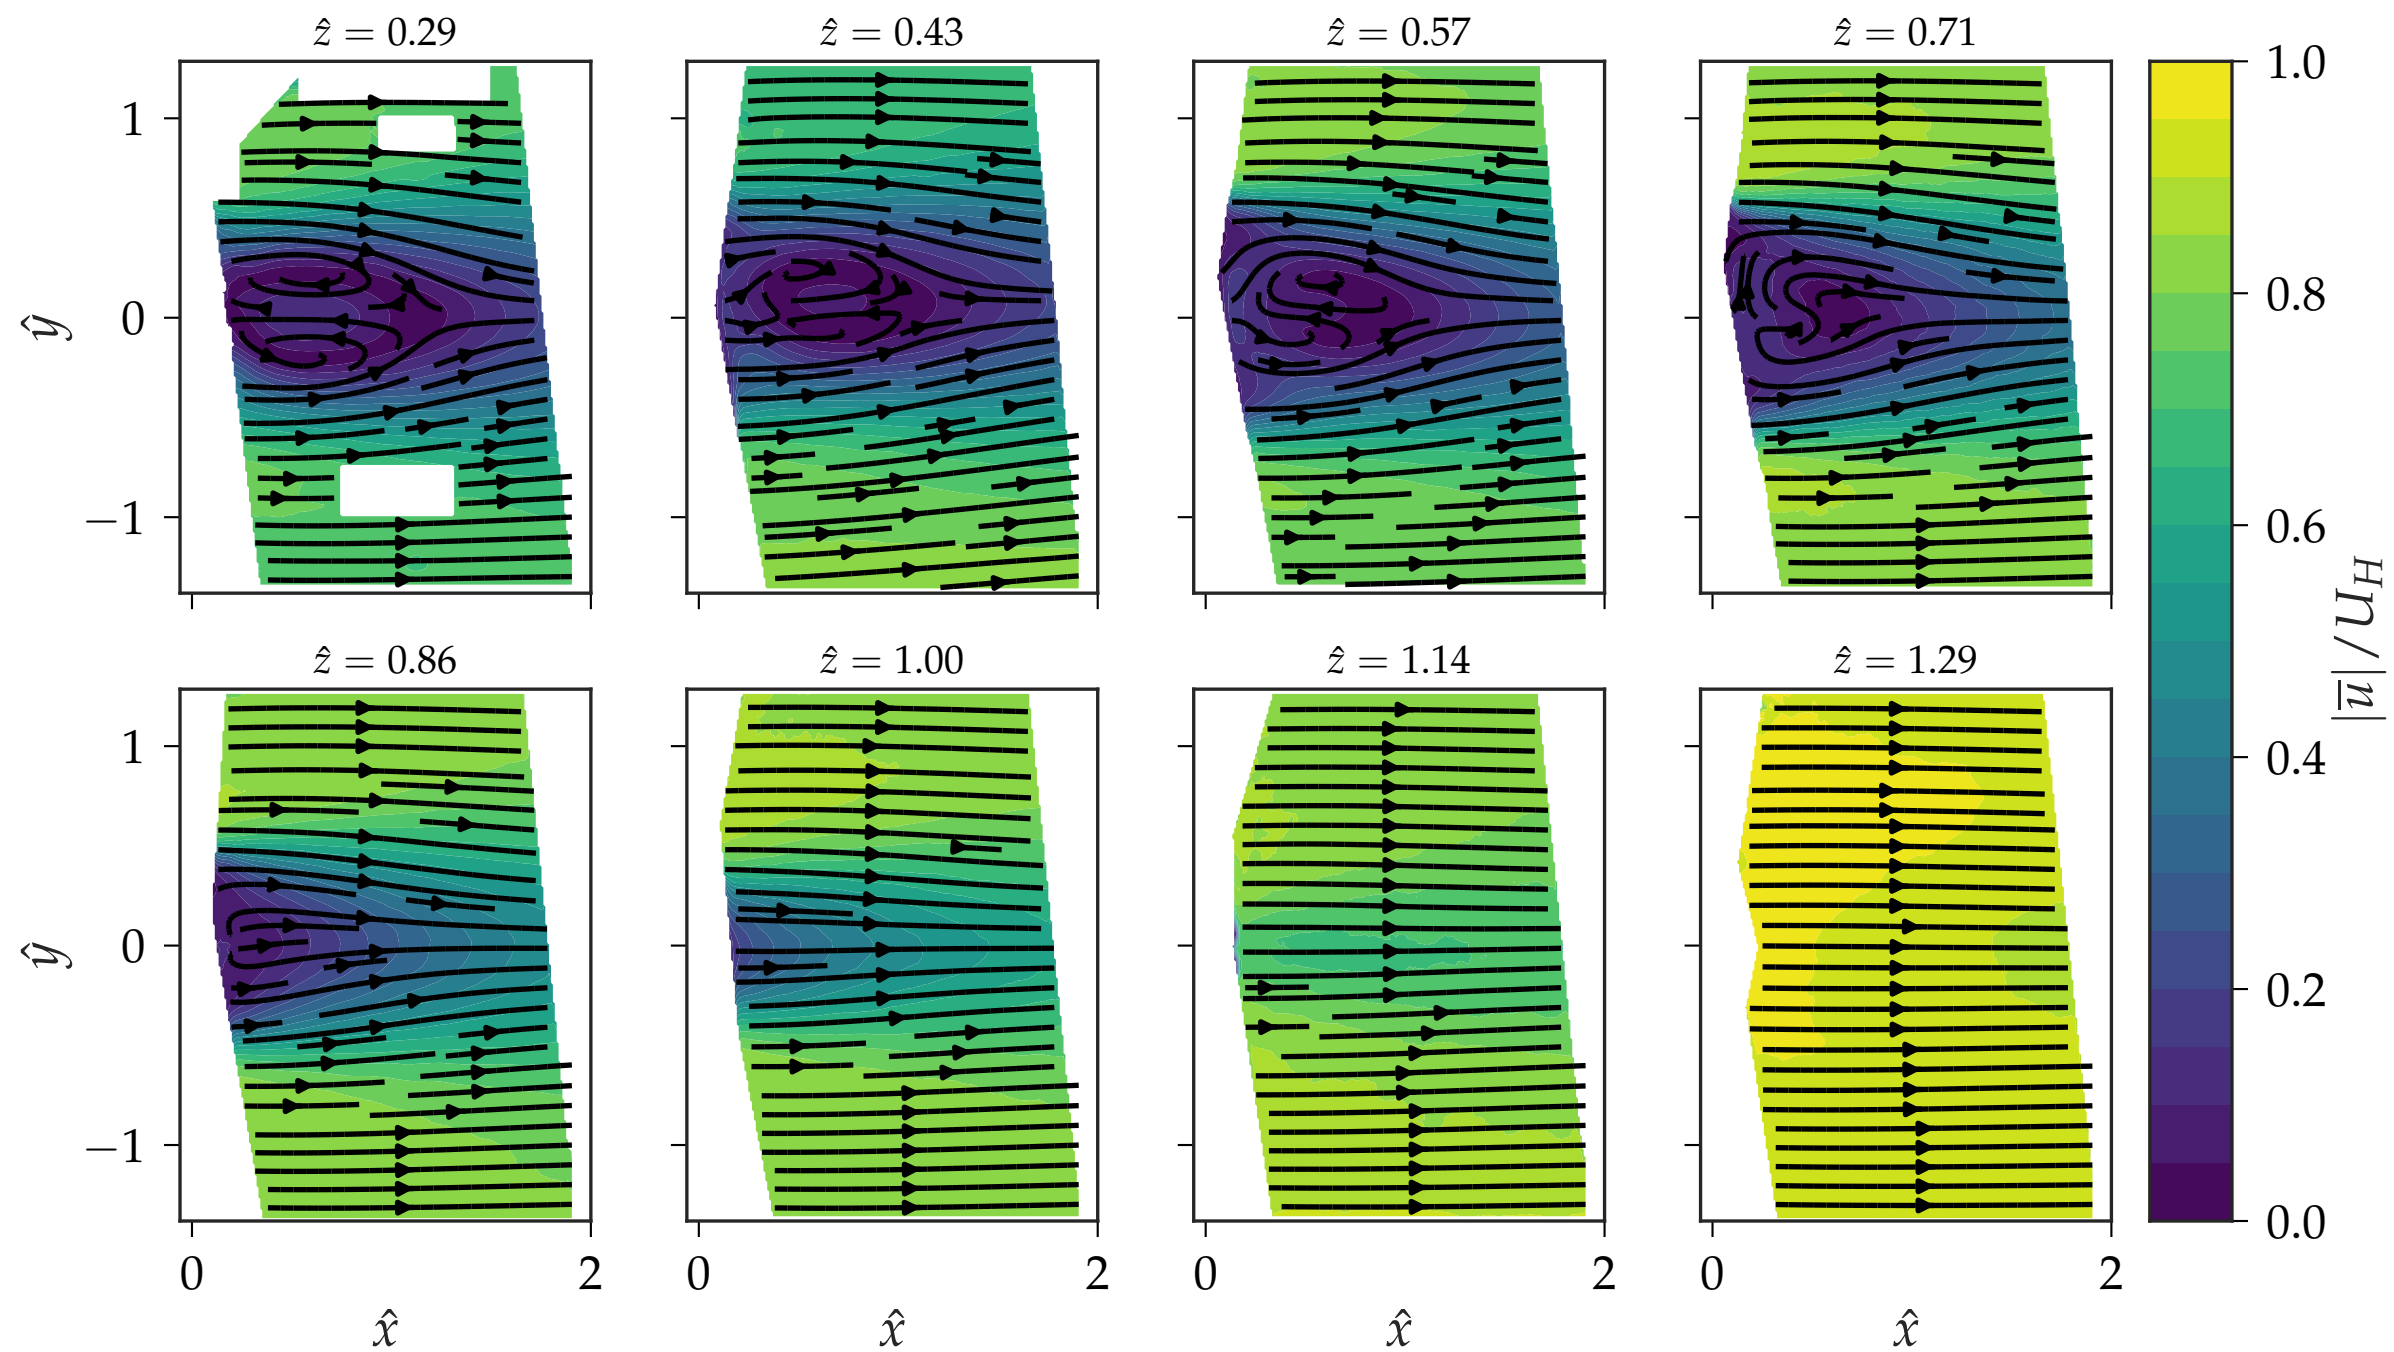 ẑ = 0.29 ẑ = 0.43 ẑ = 0.57 ẑ = 0.71
1
0
−1
ŷ
ẑ = 0.86 ẑ = 1.00 ẑ = 1.14 ẑ = 1.29
1
0
−1
ŷ
0 2 0 2 0 2 0 2
x̂ x̂ x̂ x̂
1.0
0.8
0.6
0.4
0.2
0.0
|u̅|/U_H